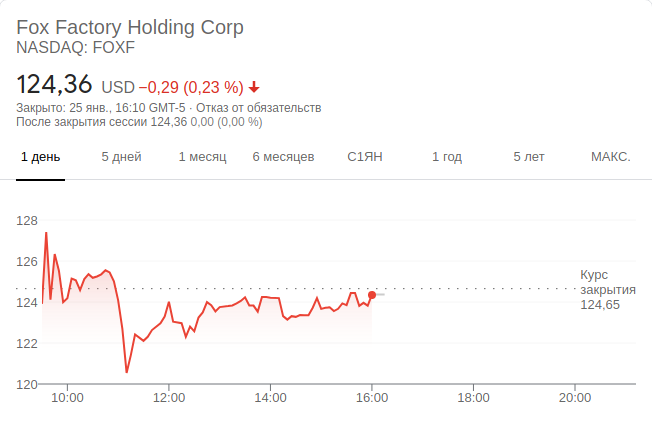 Fox Factory Holding Corp
NASDAQ: FOXF
124,36 USD −0,29 (0,23 %)
Закрыто: 25 янв., 16:10 GMT-5 · Отказ от обязательств
После закрытия сессии 124,36 0,00 (0,00 %)
1 день 5 дней 1 месяц 6 месяцев С1ЯН 1 год 5 лет МАКС.
128
126
Курс
закрытия
124,65
124
122
120
10:00 12:00 14:00 16:00 18:00 20:00